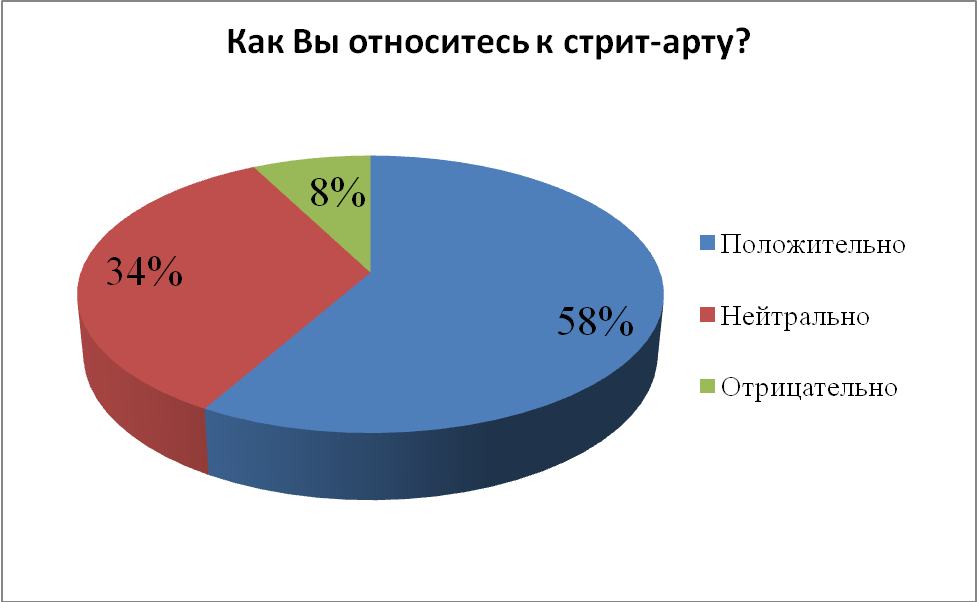 Как Вы относитесь к стрит-арту?
8%
34%
58%
Положительно
Нейтрально
Отрицательно